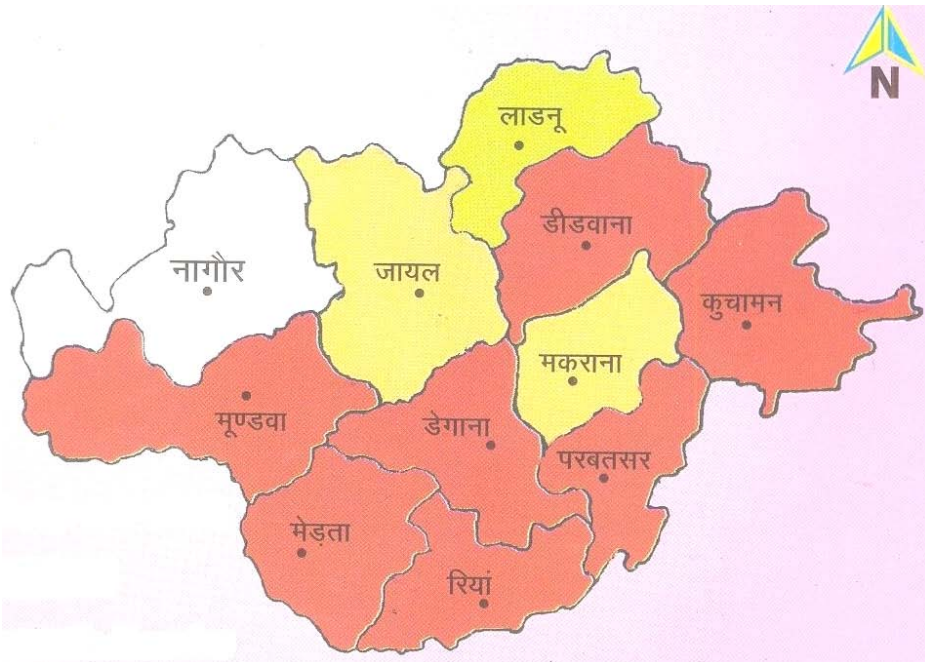 N
लाडनू
डीडवाना
नागौर
जायल
कुचामन
मकराना
मूण्डवा
डेगाना
परबतसर
मेड़ता
रियां